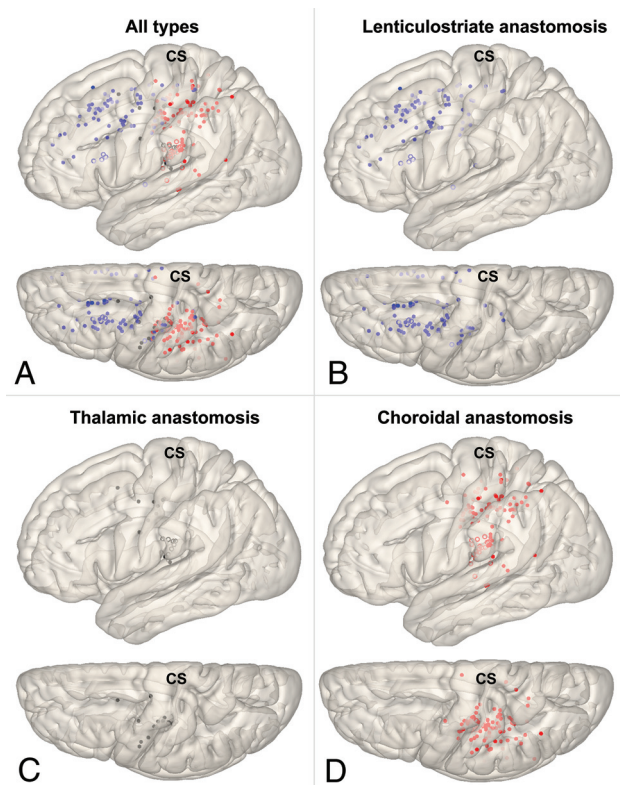 All types
CS
CS
A
Lenticulostriate anastomosis
CS
CS
B
Thalamic anastomosis
CS
CS
C
Choroidal anastomosis
CS
CS
D